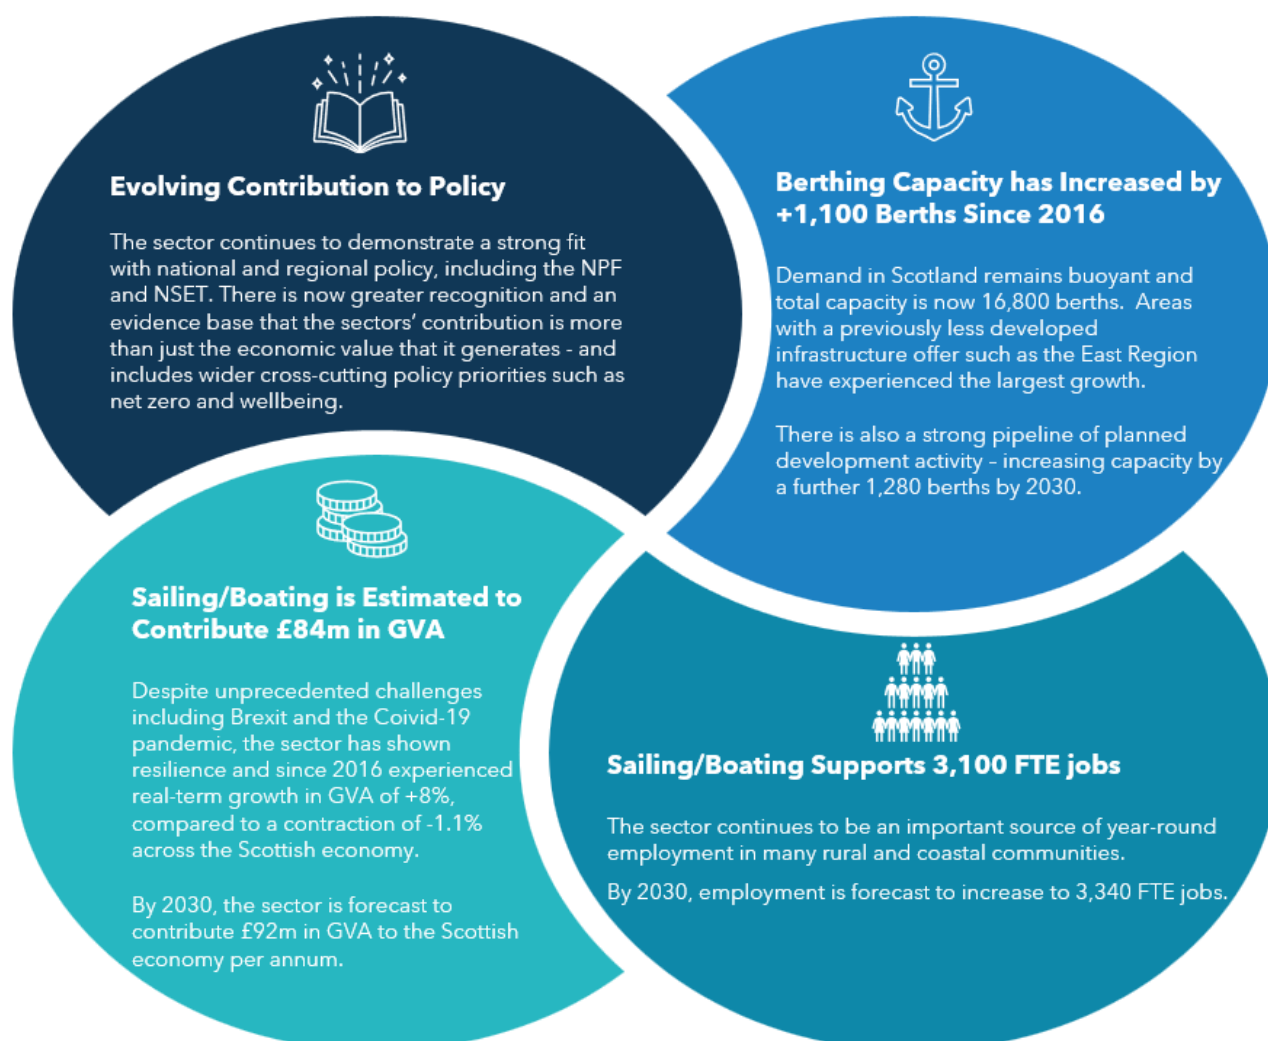 Evolving Contribution to Policy
The sector continues to demonstrate a strong fit
with national and regional policy, including the NPF
and NSET. There is now greater recognition and an
evidence base that the sectors’ contribution is more
than just the economic value that it generates - and
includes wider cross-cutting policy priorities such as
net zero and wellbeing.
Berthing Capacity has Increased by
+1,100 Berths Since 2016
Demand in Scotland remains buoyant and
total capacity is now 16,800 berths. Areas
with a previously less developed
infrastructure offer such as the East Region
have experienced the largest growth.
There is also a strong pipeline of planned
development activity – increasing capacity by
a further 1,280 berths by 2030.
Sailing/Boating is Estimated to
Contribute £84m in GVA
Despite unprecedented challenges
including Brexit and the Coivid-19
pandemic, the sector has shown
resilience and since 2016 experienced
real-term growth in GVA of +8%,
compared to a contraction of -1.1%
across the Scottish economy.
By 2030, the sector is forecast to
contribute £92m in GVA to the Scottish
economy per annum.
Sailing/Boating Supports 3,100 FTE jobs
The sector continues to be an important source of year-round
employment in many rural and coastal communities.
By 2030, employment is forecast to increase to 3,340 FTE jobs.